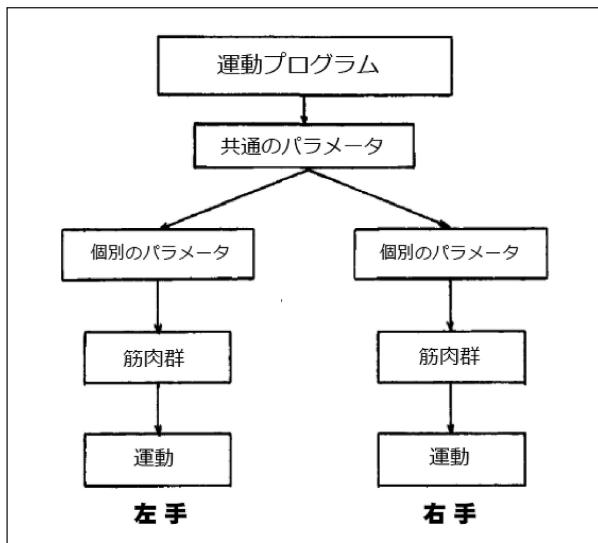 運動プログラム
共通のパラメータ
個別のパラメータ
個別のパラメータ
筋肉群
筋肉群
運動
運動
左手
右手